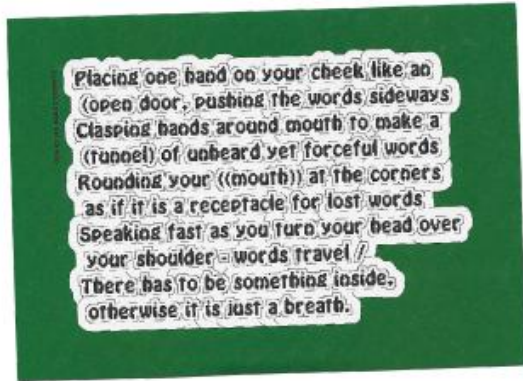 Placing one hand on your cheek like an
(open door, pushing the words sideways
Clasping hands around mouth to make a
(tunnel) of unheard yet forceful words
Rounding your ((mouth)) at the corners
as if it is a receptacle for lost words
Speaking fast as you turn your head over
your shoulder - words travel /
There has to be something inside,
otherwise it is just a breath.